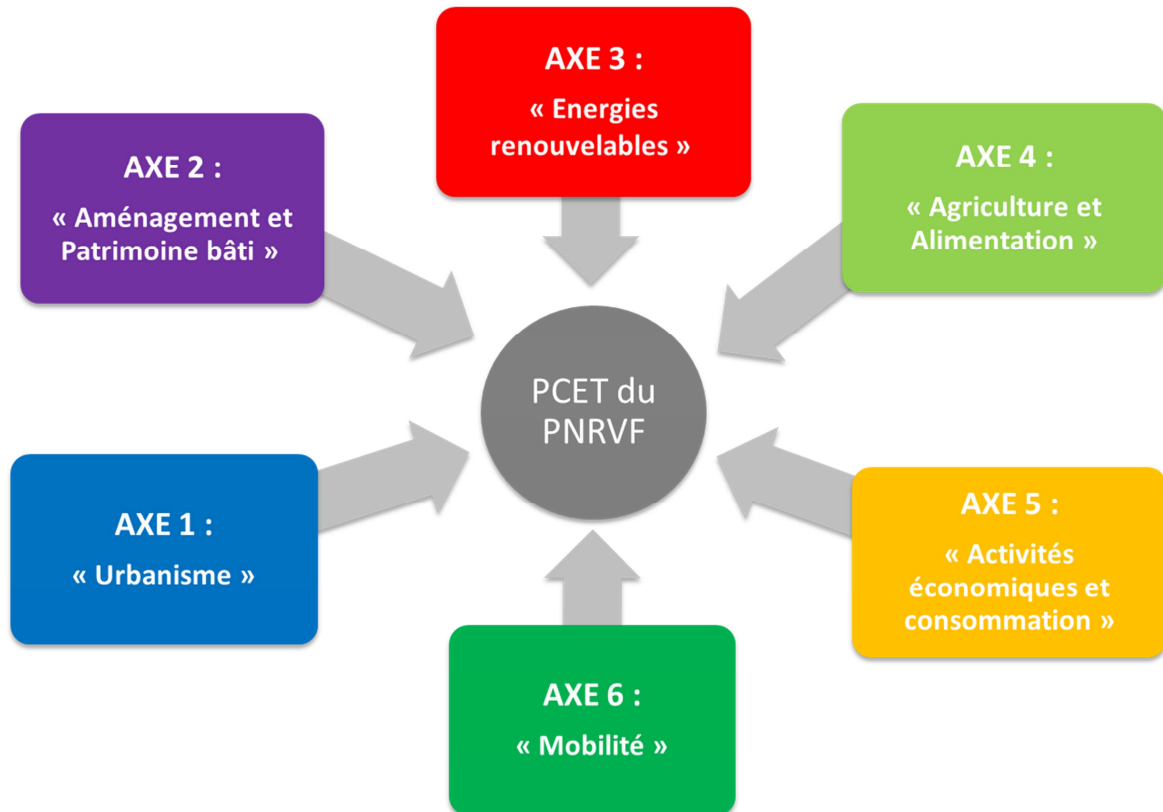 AXE 3 :
« Energies
renouvelables »
AXE 2 :
« Aménagement et
Patrimoine bâti »
AXE 4 :
« Agriculture et
Alimentation »
PCET du
PNRVF
AXE 1 :
« Urbanisme »
AXE 5 :
« Activités
économiques et
consommation »
AXE 6 :
« Mobilité »